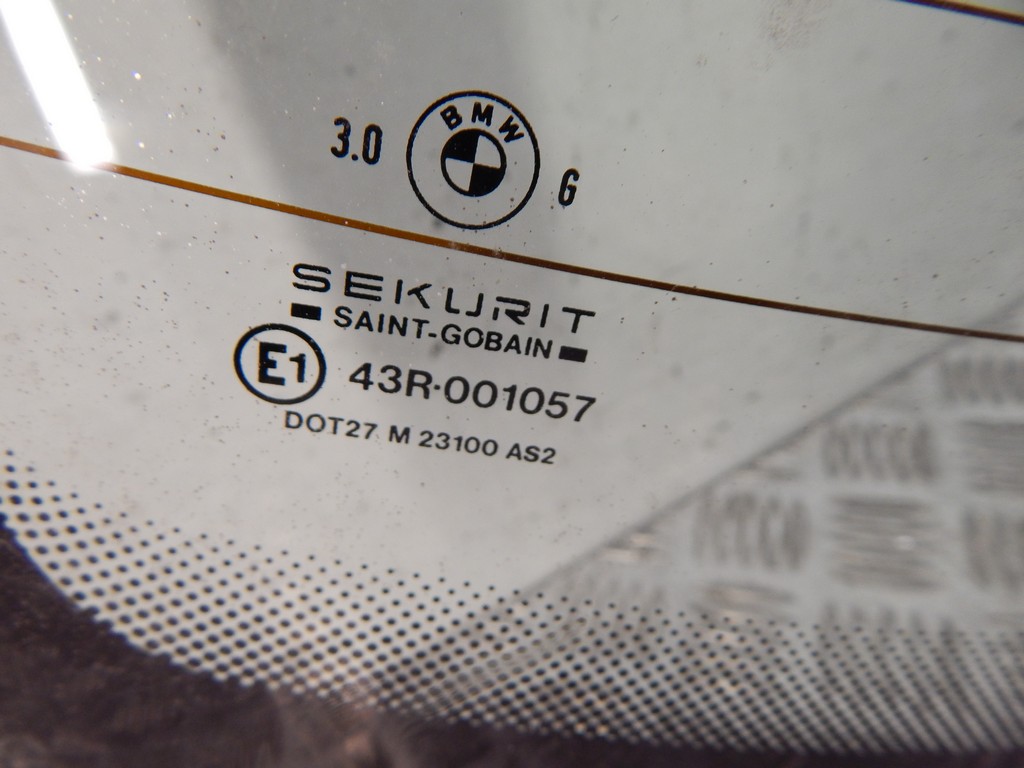 3.0 BMW G
SEKURIT
SAINT-GOBAIN
E1 43R·001057
DOT27 M 23100 AS2